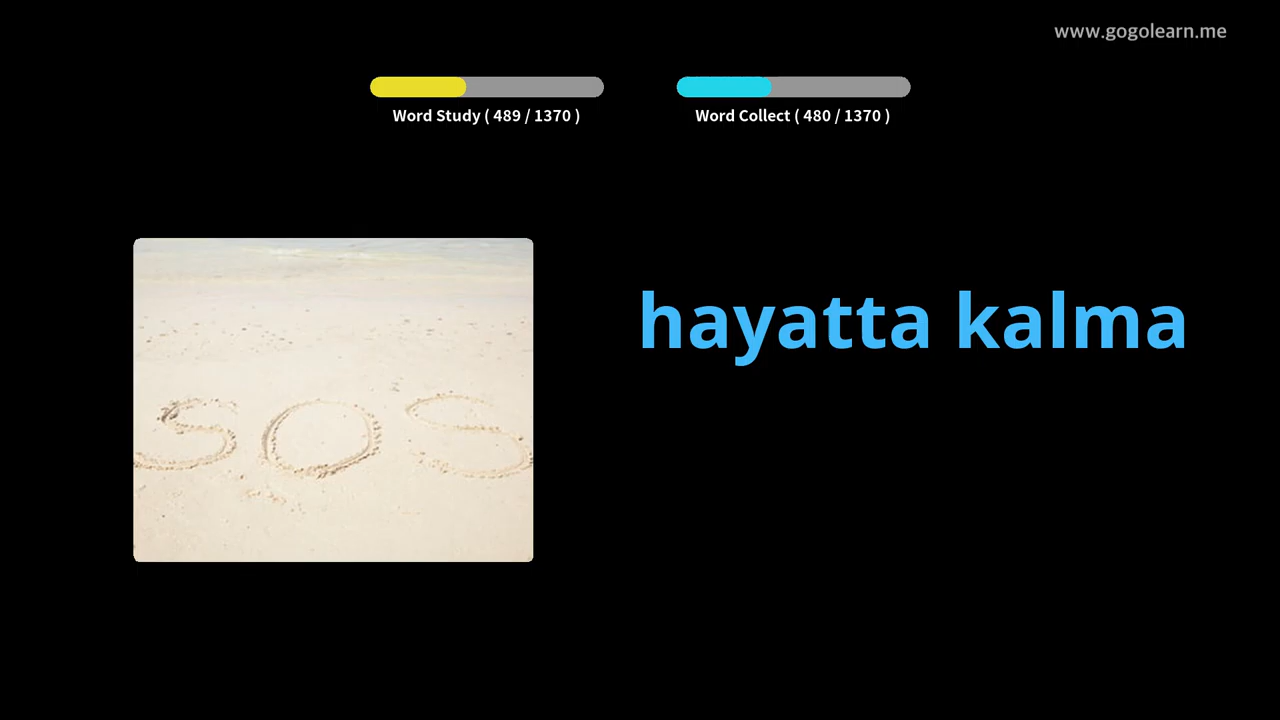 www.gogolearn.me
Word Study ( 489 / 1370 )
Word Collect ( 480 / 1370 )
hayatta kalma
SOS